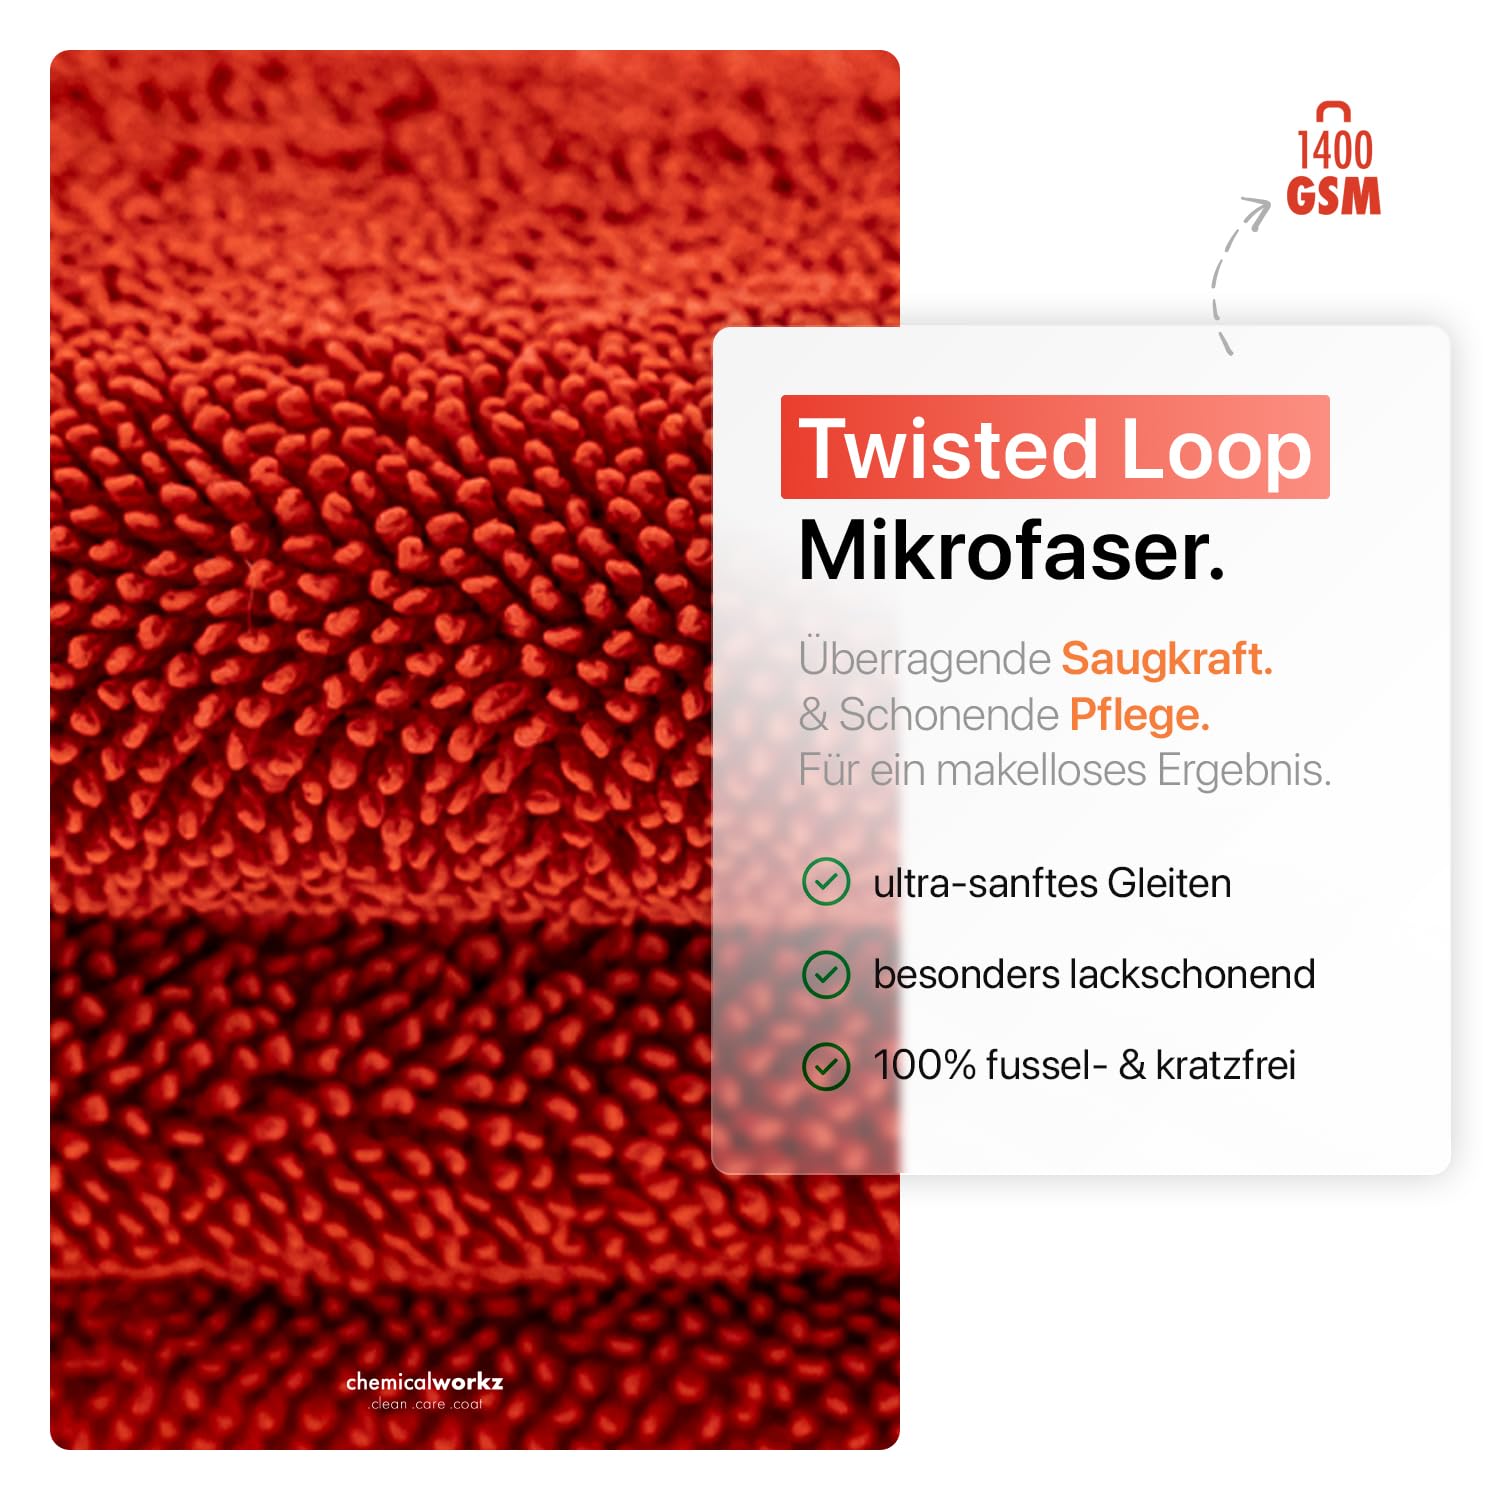 1400
GSM
Twisted Loop
Mikrofaser.
Überragende Saugkraft.
& Schonende Pflege.
Für ein makelloses Ergebnis.
ultra-sanftes Gleiten
besonders lackschonend
100% fussel- & kratzfrei
chemicalworkz
.clean .care .coat